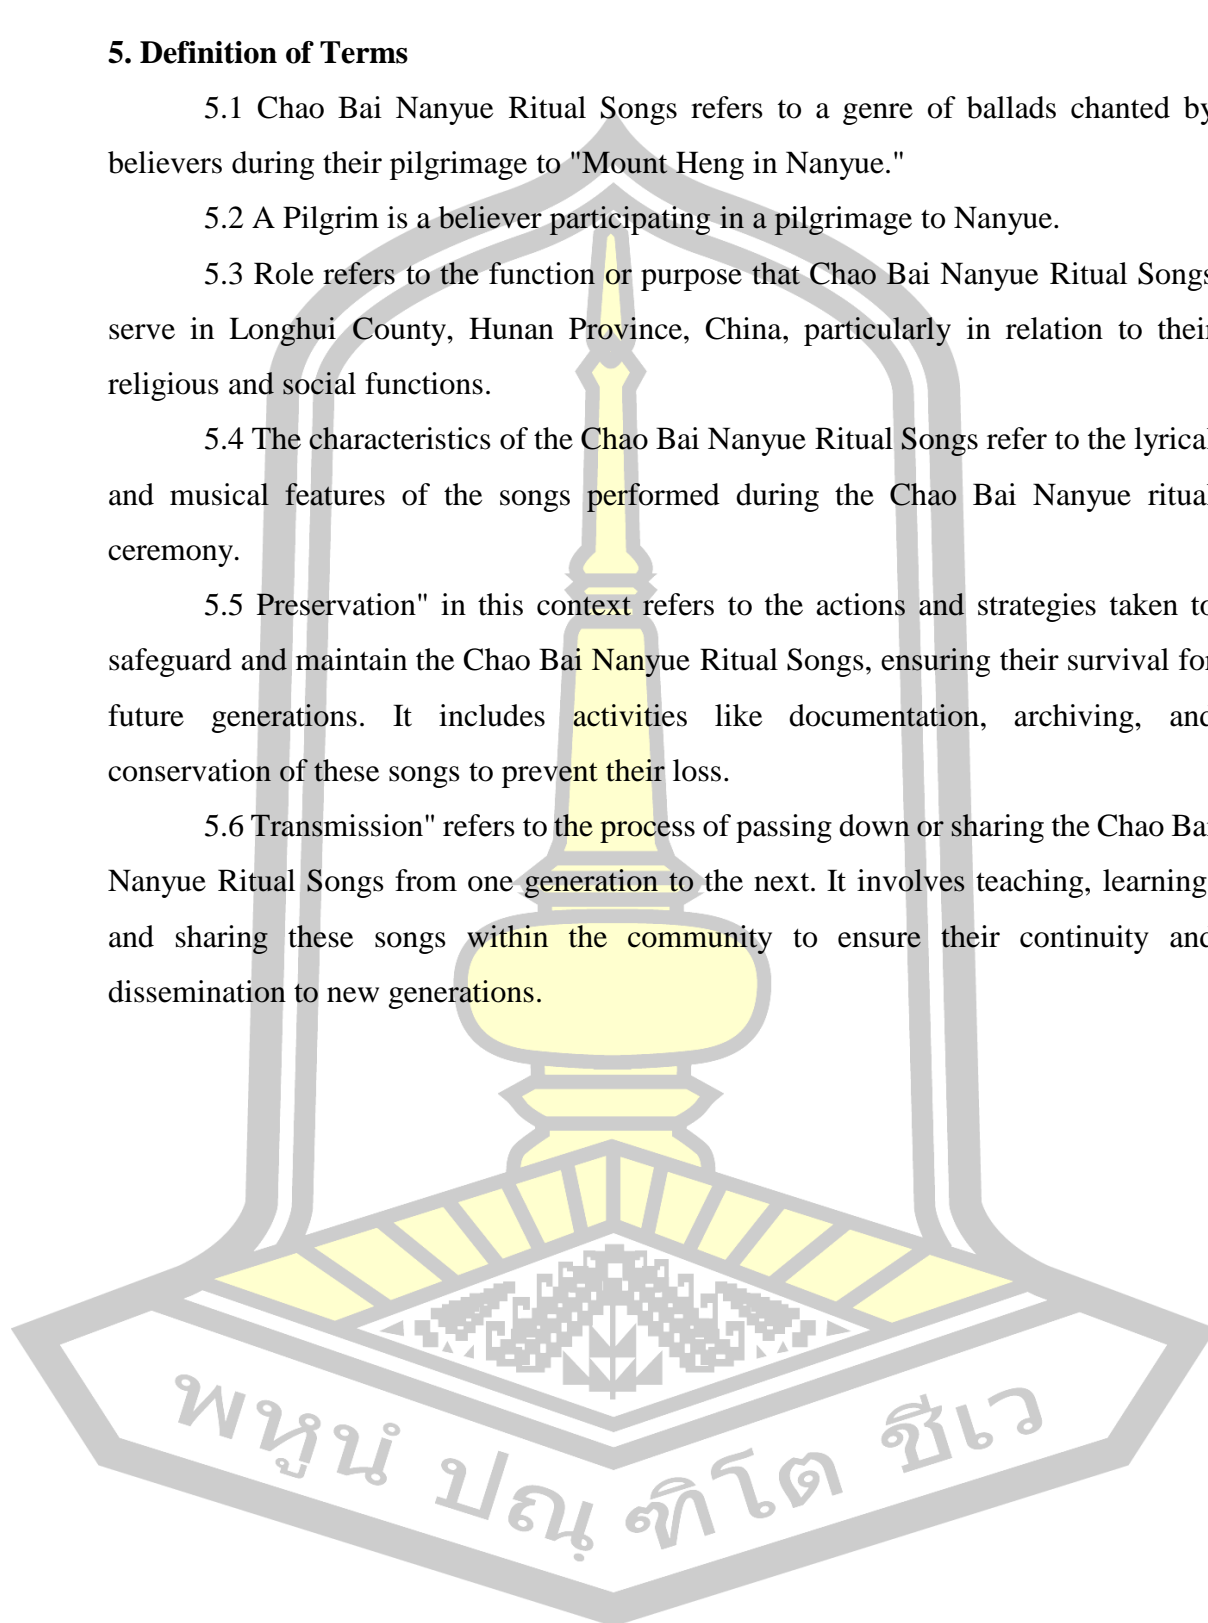 5. Definition of Terms
5.1 Chao Bai Nanyue Ritual Songs refers to a genre of ballads chanted by
believers during their pilgrimage to "Mount Heng in Nanyue."
5.2 A Pilgrim is a believer participating in a pilgrimage to Nanyue.
5.3 Role refers to the function or purpose that Chao Bai Nanyue Ritual Songs
serve in Longhui County, Hunan Province, China, particularly in relation to their
religious and social functions.
5.4 The characteristics of the Chao Bai Nanyue Ritual Songs refer to the lyrical
and musical features of the songs performed during the Chao Bai Nanyue ritual
ceremony.
5.5 Preservation" in this context refers to the actions and strategies taken to
safeguard and maintain the Chao Bai Nanyue Ritual Songs, ensuring their survival for
future generations. It includes activities like documentation, archiving, and
conservation of these songs to prevent their loss.
5.6 Transmission" refers to the process of passing down or sharing the Chao Bai
Nanyue Ritual Songs from one generation to the next. It involves teaching, learning,
and sharing these songs within the community to ensure their continuity and
dissemination to new generations.
พหูนํ ปณฺฑิโต ชีเว